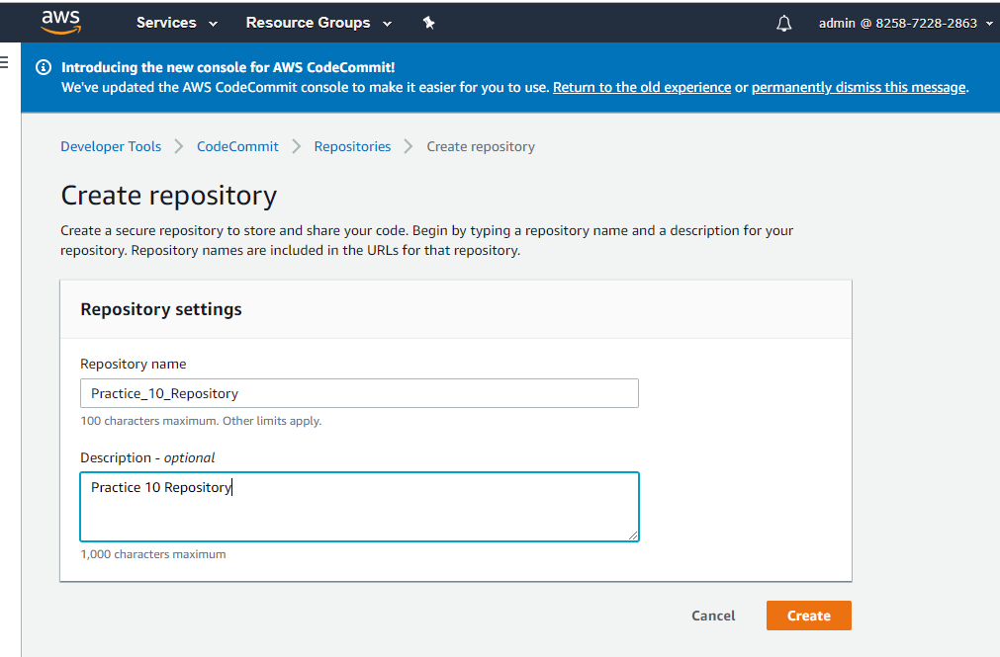 aws Services Resource Groups admin @ 8258-7228-2863
Introducing the new console for AWS CodeCommit!
We've updated the AWS CodeCommit console to make it easier for you to use. Return to the old experience or permanently dismiss this message.
Developer Tools CodeCommit Repositories Create repository
Create repository
Create a secure repository to store and share your code. Begin by typing a repository name and a description for your
repository. Repository names are included in the URLs for that repository.
Repository settings
Repository name
Practice_10_Repository
100 characters maximum. Other limits apply.
Description - optional
Practice 10 Repository
1,000 characters maximum
Cancel Create